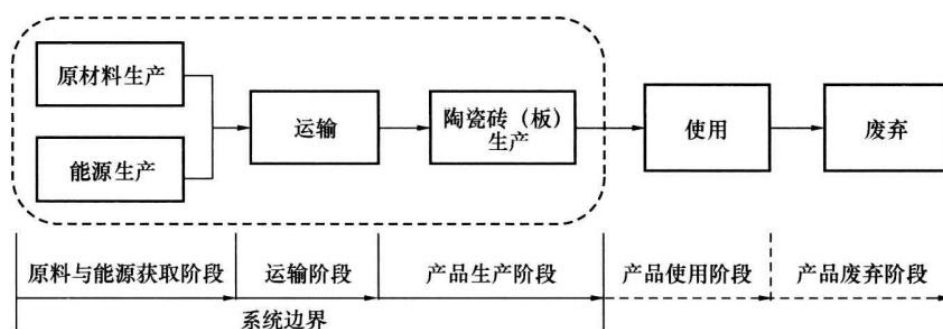 原材料生产
能源生产
运输
陶瓷砖（板）
生产
使用
废弃
原料与能源获取阶段
运输阶段
产品生产阶段
产品使用阶段
产品废弃阶段
系统边界